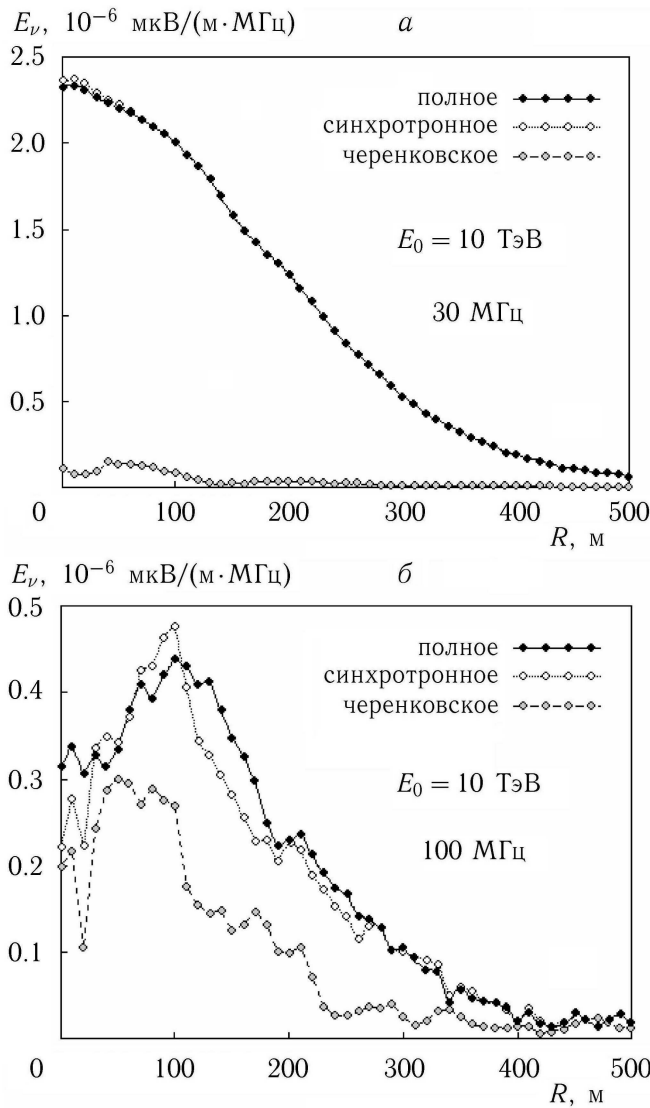 E_ν, 10⁻⁶ мкВ/(м·МГц) а
2.5
полное
синхротронное
2.0
черенковское
1.5
E₀ = 10 ТэВ
30 МГц
1.0
0.5
0 100 200 300 400 500
R, м
E_ν, 10⁻⁶ мкВ/(м·МГц) б
0.5
полное
синхротронное
0.4
черенковское
0.3
E₀ = 10 ТэВ
100 МГц
0.2
0.1
0 100 200 300 400 500
R, м